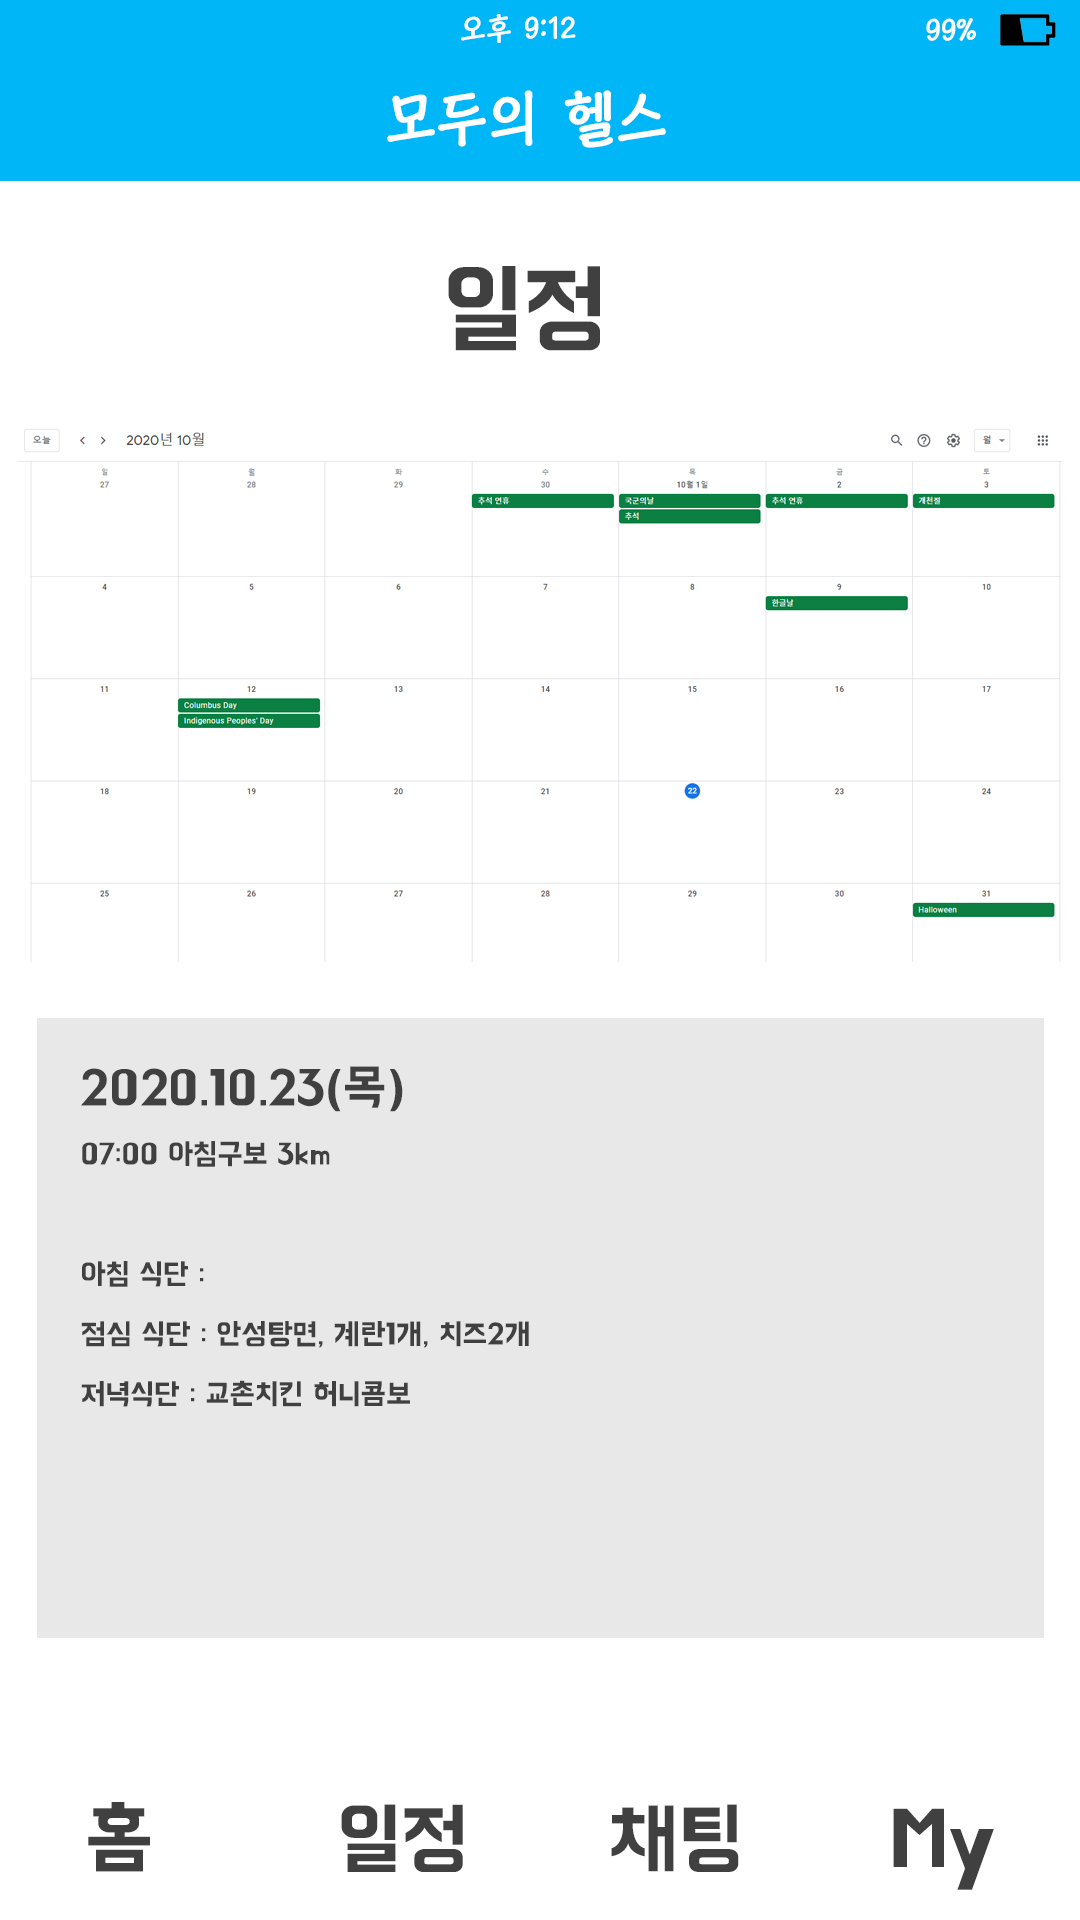 오후 9:12
99%
모두의 헬스
일정
오늘
2020년 10월
월
일 월 화 수 목 금 토
27 28 29 30 10월 1일 2 3
추석 연휴 국군의날 추석 연휴 개천절
추석
4 5 6 7 8 9 10
한글날
11 12 13 14 15 16 17
Columbus Day
Indigenous Peoples' Day
18 19 20 21 22 23 24
25 26 27 28 29 30 31
Halloween
2020.10.23(목)
07:00 아침구보 3km
아침 식단 :
점심 식단 : 안성탕면, 계란1개, 치즈2개
저녁식단 : 교촌치킨 허니콤보
홈 일정 채팅 My